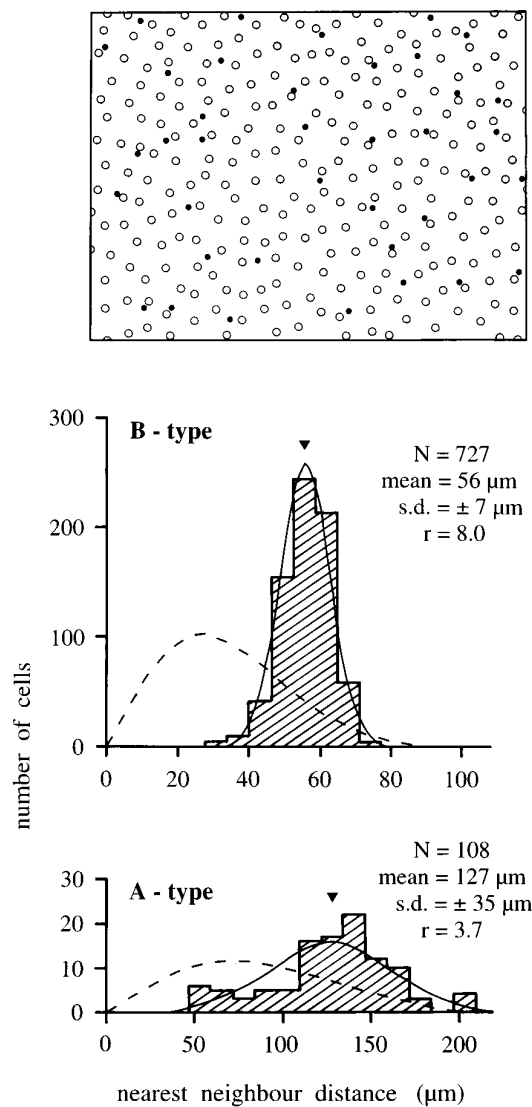 300
B - type
N = 727
mean = 56 μm
s.d. = ± 7 μm
r = 8.0
200
100
0
0 20 40 60 80 100
number of cells
N = 108
mean = 127 μm
s.d. = ± 35 μm
r = 3.7
30
A - type
20
10
0
0 50 100 150 200
nearest neighbour distance (μm)